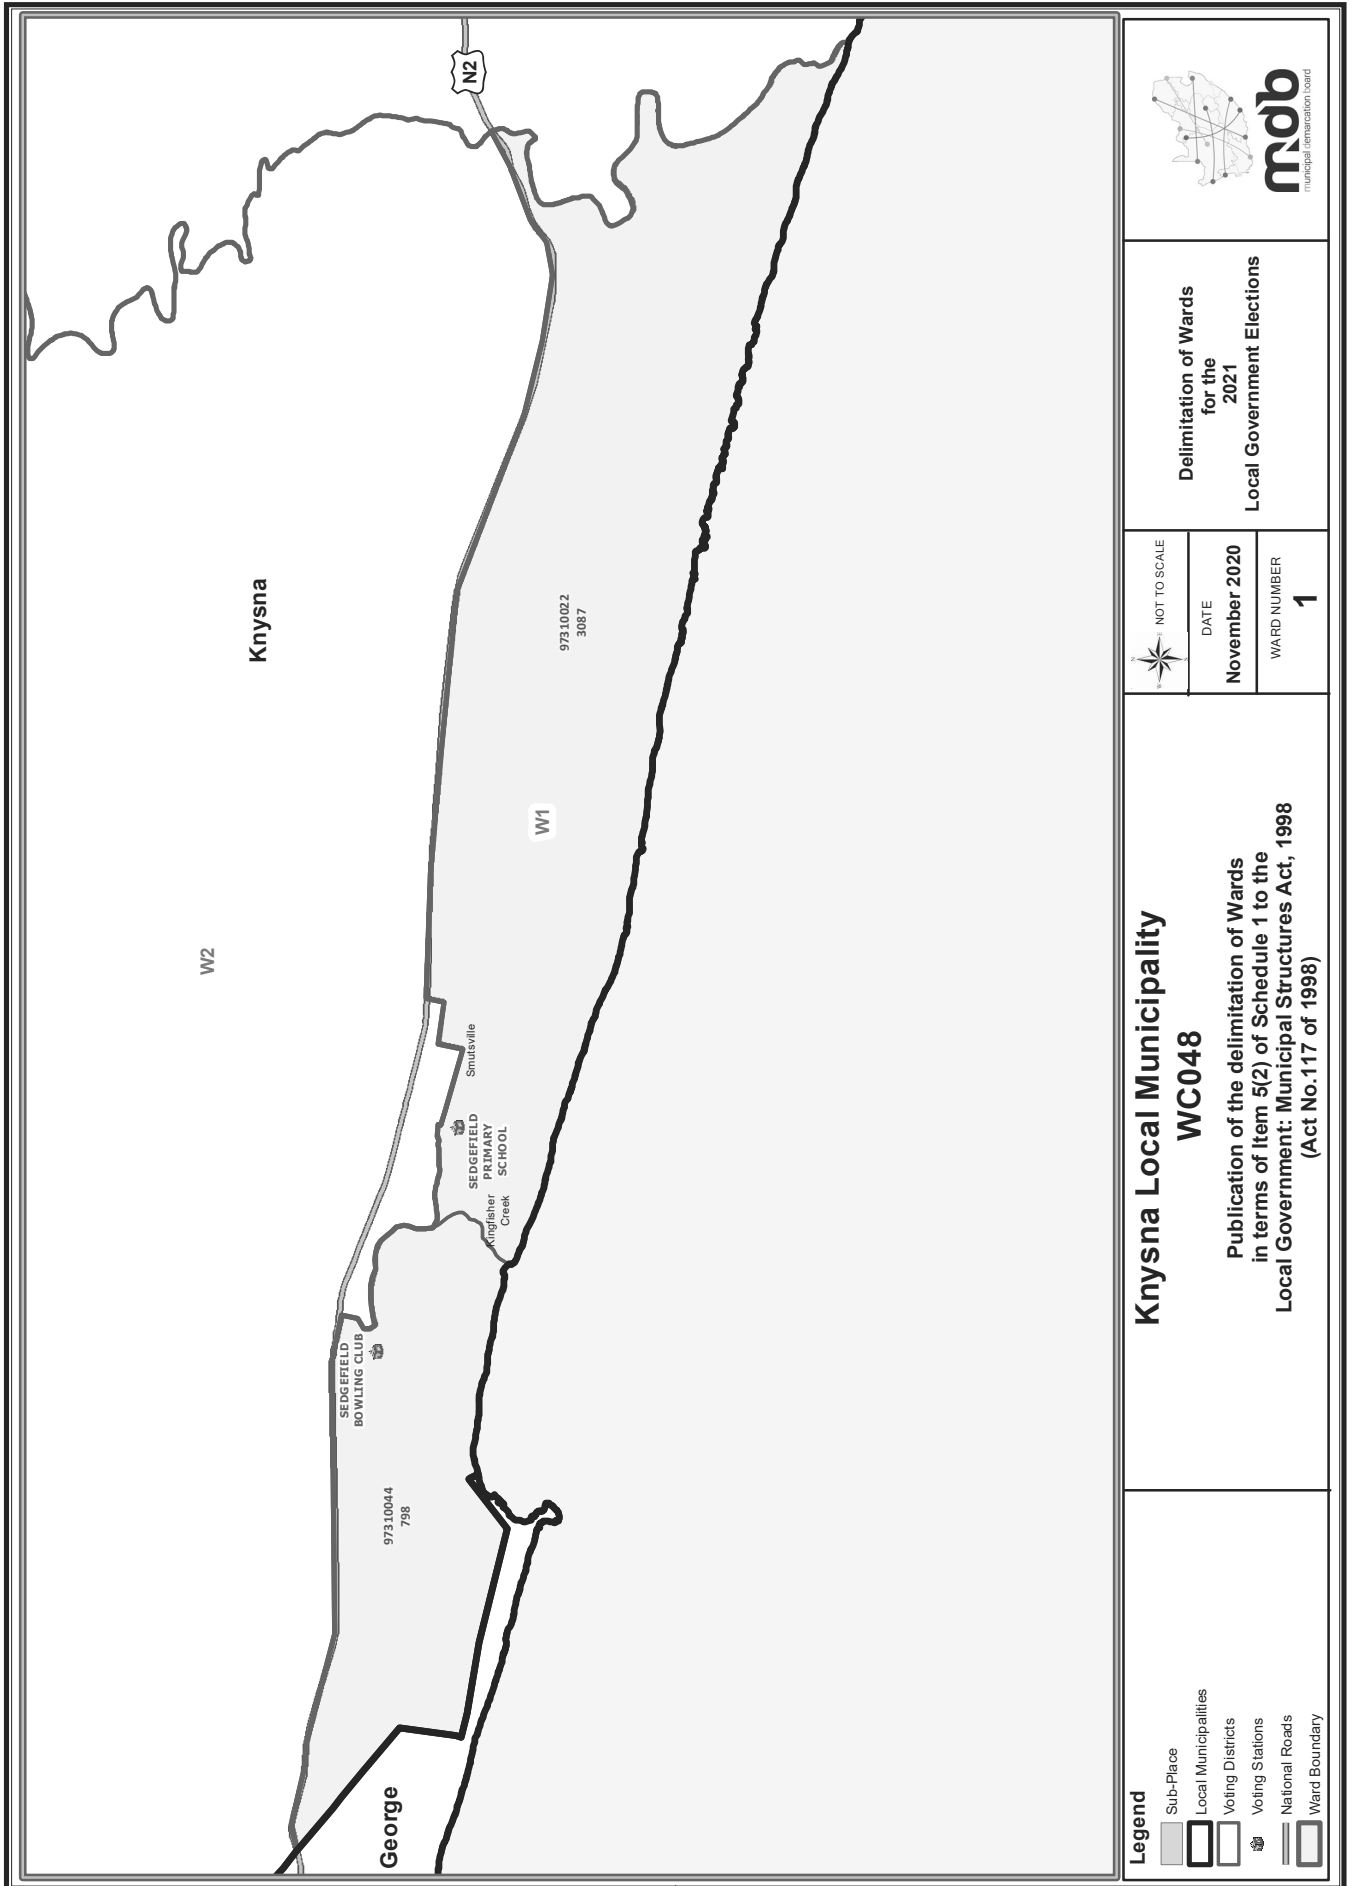 N2
Knysna
W2
W1
97310022
3087
Smutsville
SEDGEFIELD
PRIMARY
SCHOOL
Kingfisher
Creek
SEDGEFIELD
BOWLING CLUB
97310044
798
George
Legend
Sub-Place
Local Municipalities
Voting Districts
Voting Stations
National Roads
Ward Boundary
Knysna Local Municipality
WC048
Publication of the delimitation of Wards
in terms of Item 5(2) of Schedule 1 to the
Local Government: Municipal Structures Act, 1998
(Act No.117 of 1998)
N
W
E
S
NOT TO SCALE
DATE
November 2020
WARD NUMBER
1
Delimitation of Wards
for the
2021
Local Government Elections
mdb
municipal demarcation board